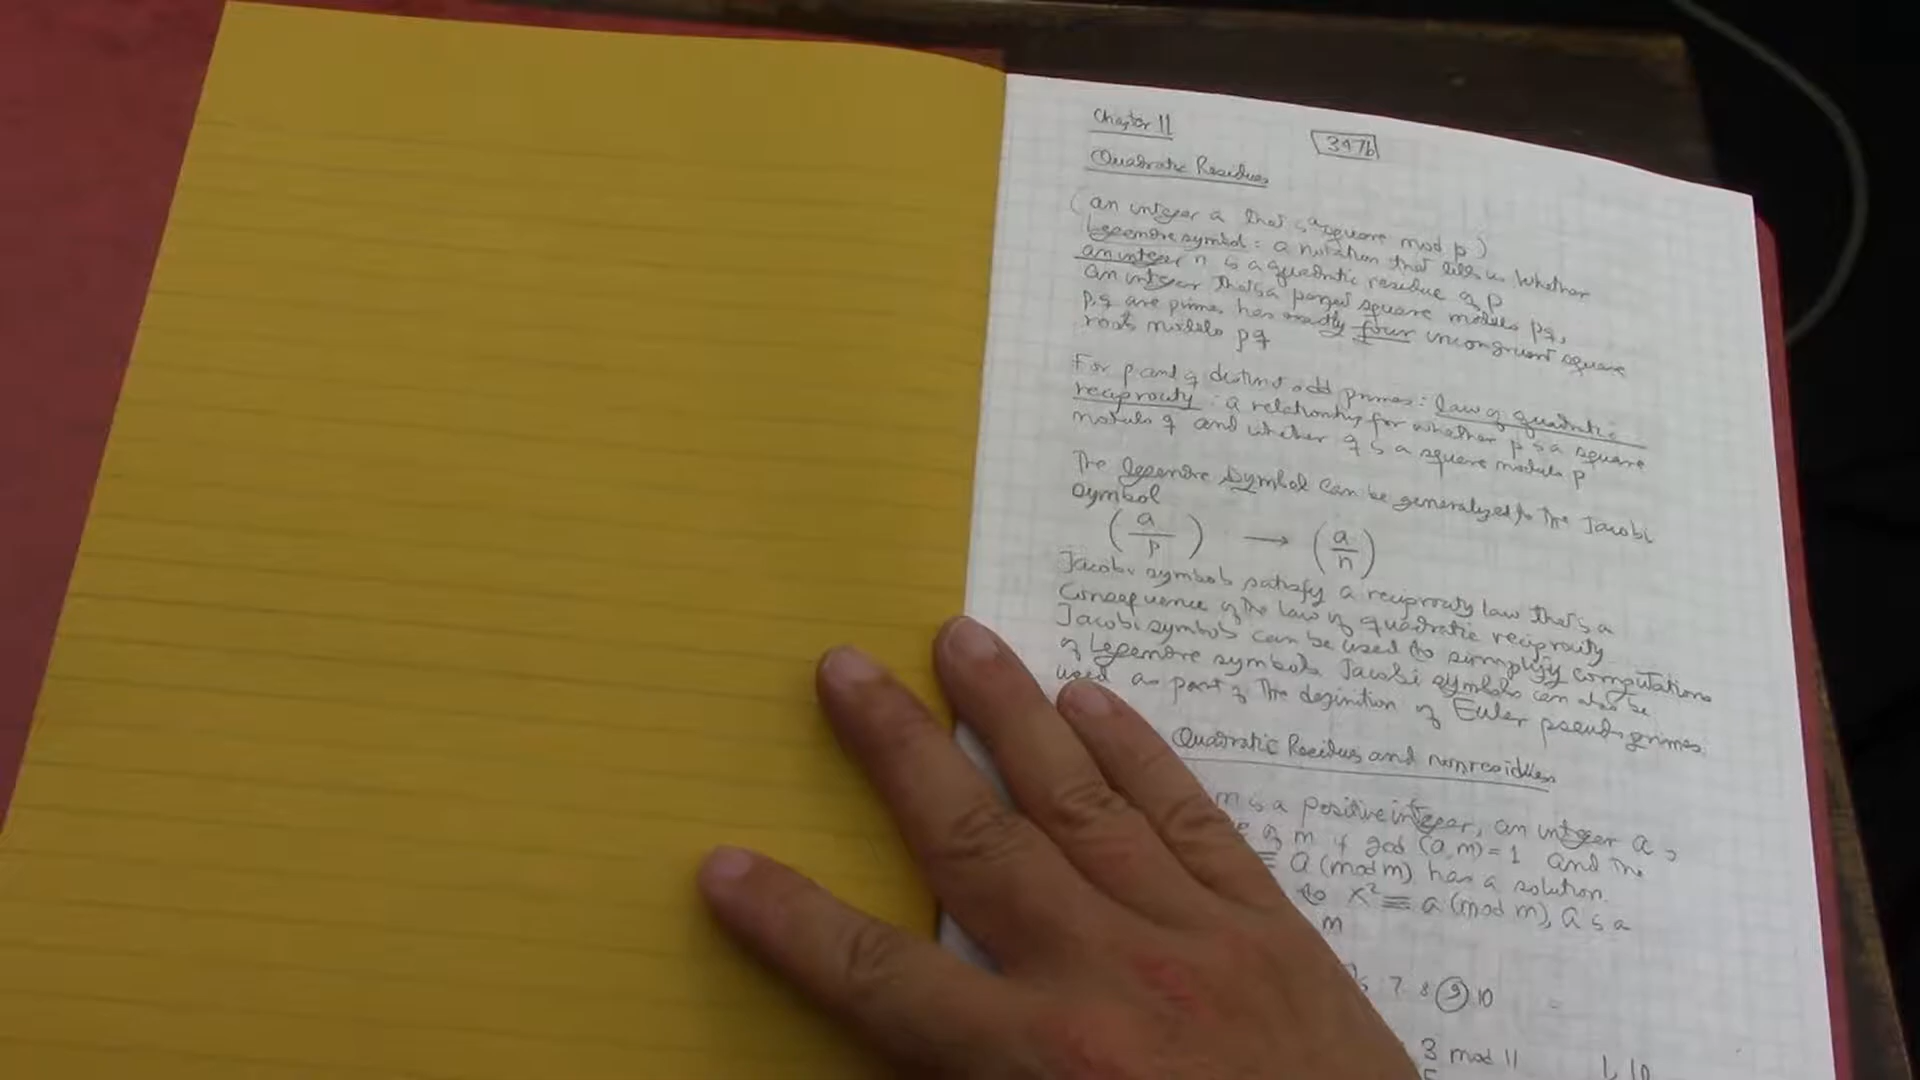 Chapter 11
347b
Quadratic Residues
(an integer a that is a square mod p)
Legendre symbol: a notation that tells us whether
an integer n is a quadratic residue of p
an integer that's a perfect square modulo pq,
p,q are primes has exactly four incongruent square
roots modulo pq
For p and q distinct odd primes: law of quadratic
reciprocity: a relationship for whether p is a square
modulo q and whether q is a square modulo p
The Legendre Symbol can be generalized to the Jacobi
symbol
(a/p) → (a/n)
Jacobi symbols satisfy a reciprocity law that's a
consequence of the law of quadratic reciprocity
Jacobi symbols can be used to simplify computations
of Legendre symbols. Jacobi symbols can also be
used as part of the definition of Euler pseudoprimes.
Quadratic Residues and nonresidues
m is a positive integer, an integer a,
of m if gcd (a,m)=1 and the
≡ a (mod m) has a solution.
to x² ≡ a (mod m), a is a
m
7 8 9 10
3 mod 11 1, 10